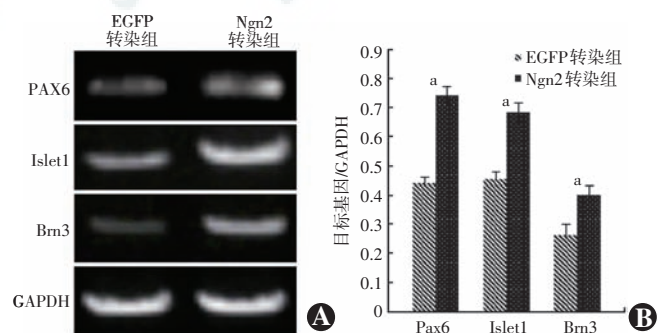 EGFP
转染组
Ngn2
转染组
PAX6
Islet1
Brn3
GAPDH
A
目标基因/GAPDH
0.9
0.8
0.7
0.6
0.5
0.4
0.3
0.2
0.1
0
EGFP转染组
Ngn2转染组
a
a
a
Pax6
Islet1
Brn3
B